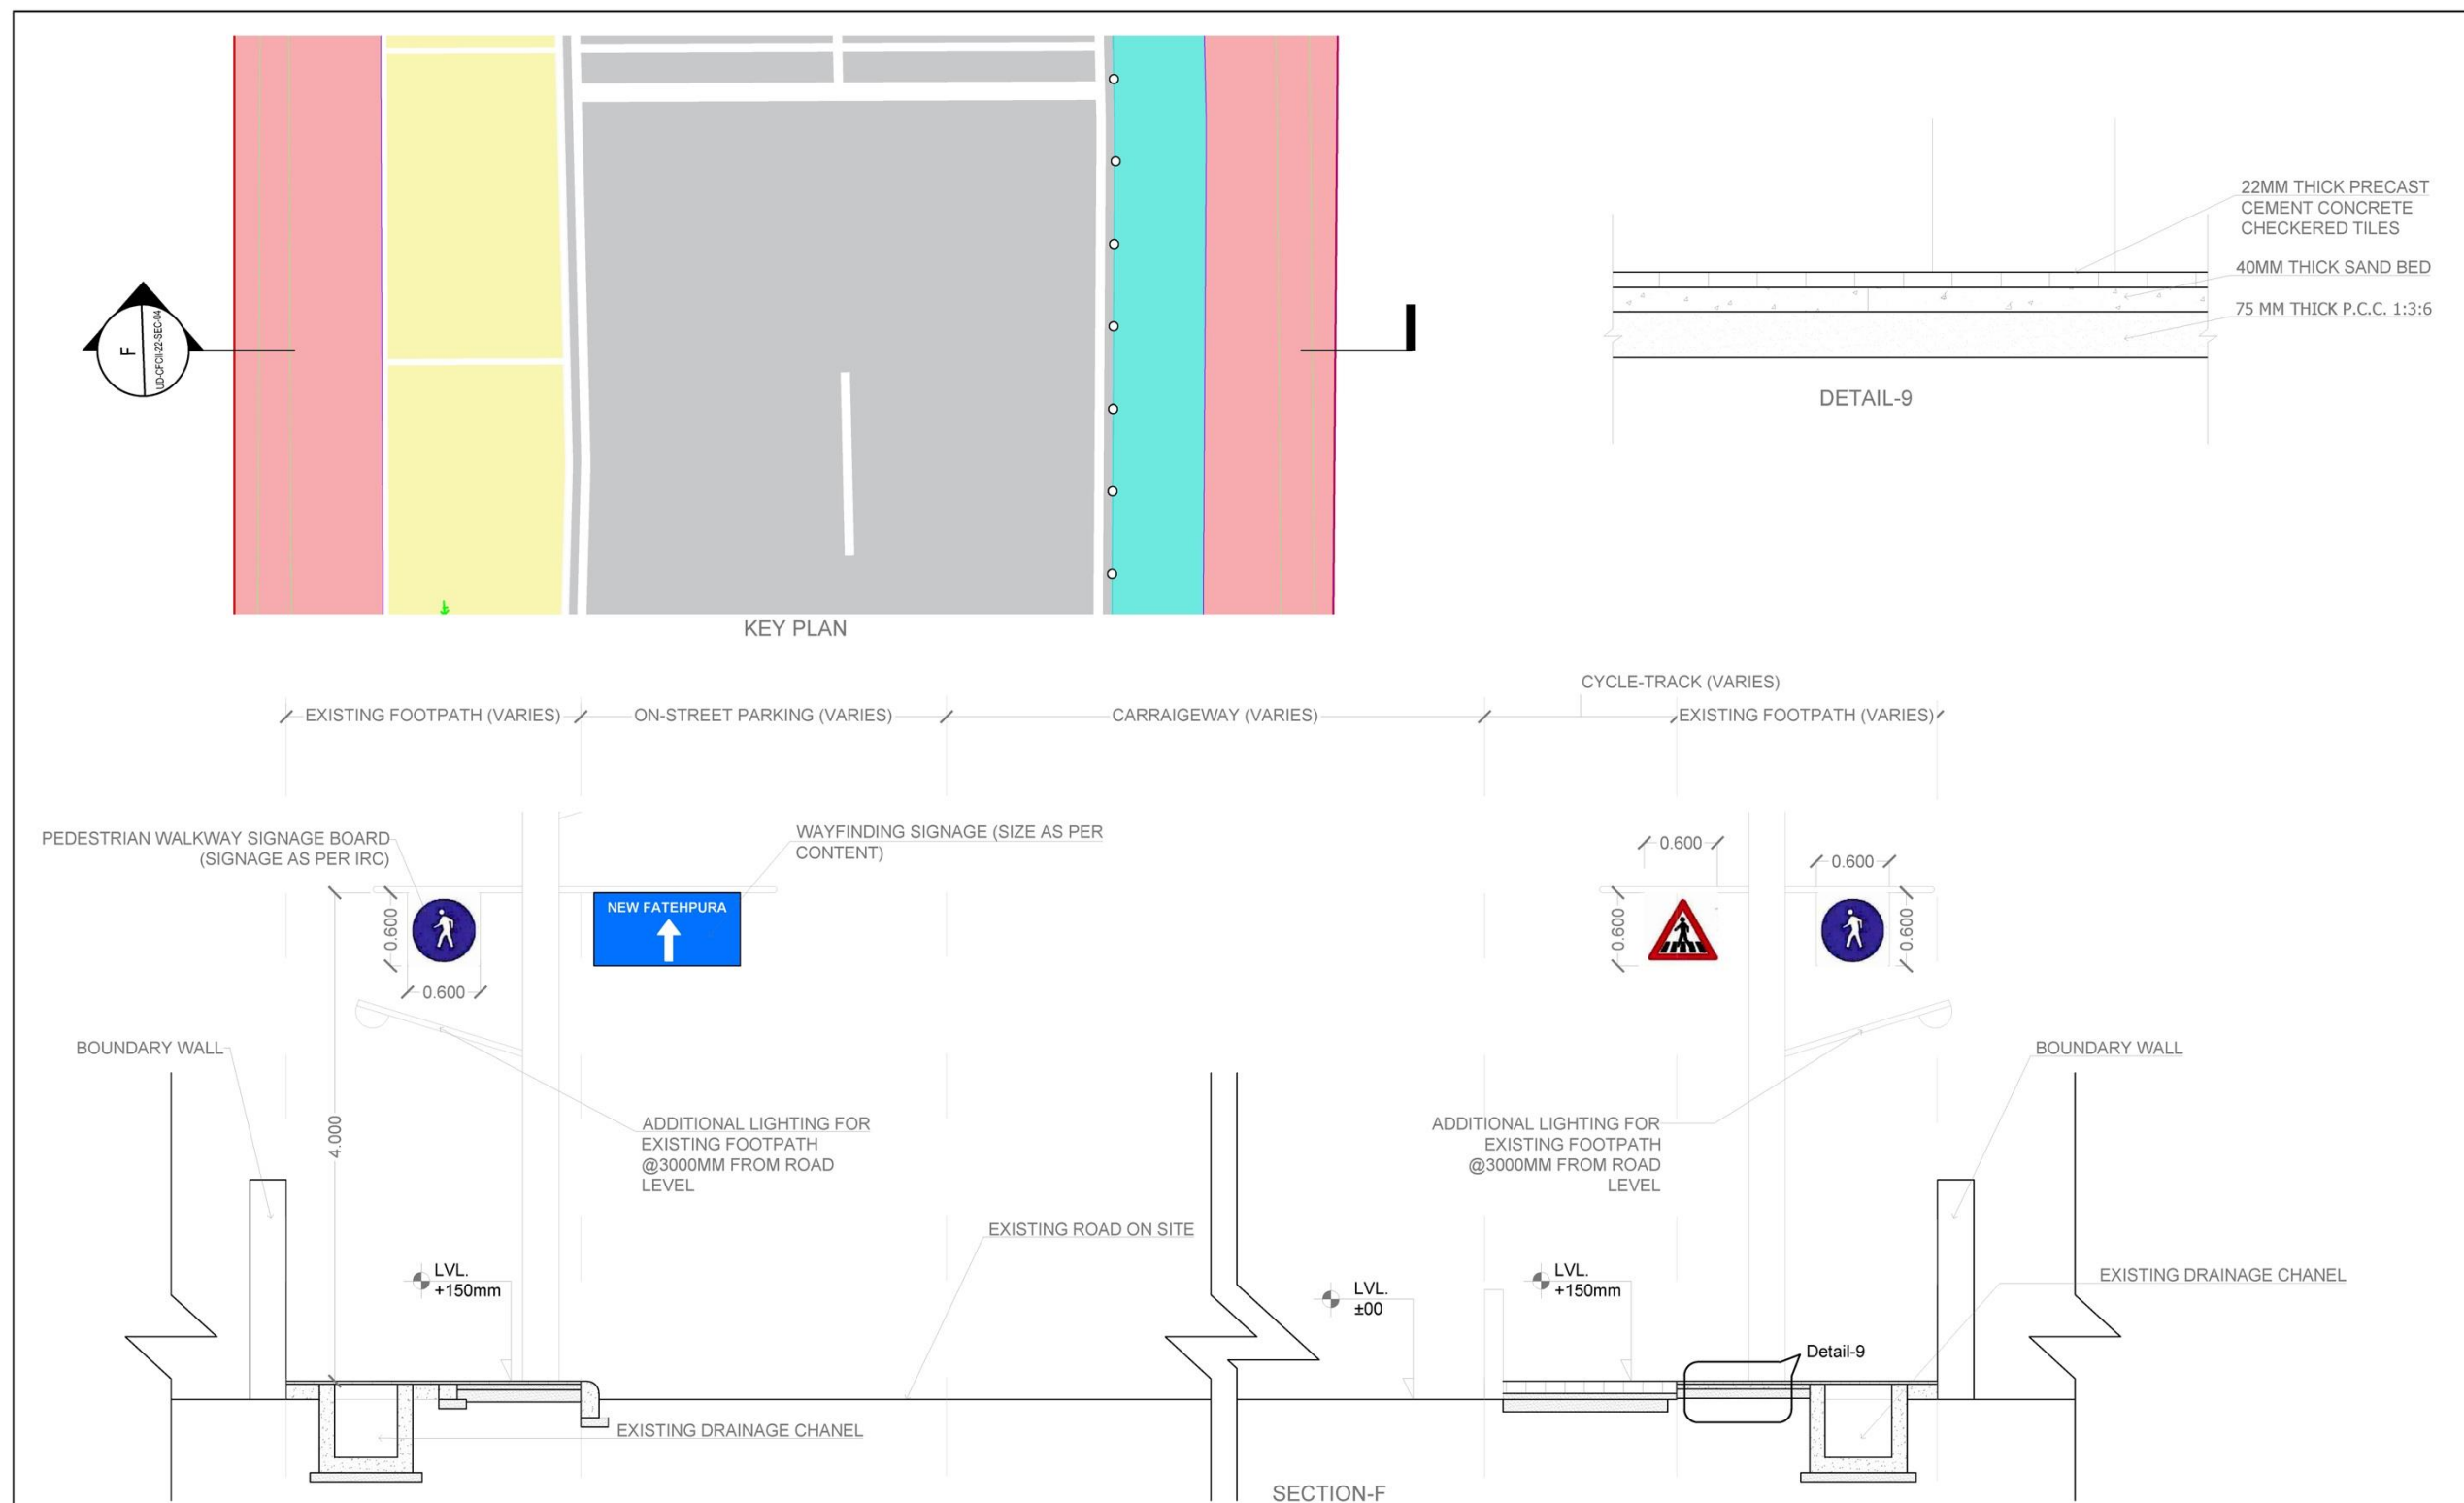 F
UD-CFCII-22-SEC-04
KEY PLAN
22MM THICK PRECAST
CEMENT CONCRETE
CHECKERED TILES
40MM THICK SAND BED
75 MM THICK P.C.C. 1:3:6
DETAIL-9
CYCLE-TRACK (VARIES)
EXISTING FOOTPATH (VARIES)
ON-STREET PARKING (VARIES)
CARRAIGEWAY (VARIES)
EXISTING FOOTPATH (VARIES)
PEDESTRIAN WALKWAY SIGNAGE BOARD
(SIGNAGE AS PER IRC)
WAYFINDING SIGNAGE (SIZE AS PER
CONTENT)
0.600
0.600
0.600
NEW FATEHPURA
0.600
0.600
0.600
BOUNDARY WALL
BOUNDARY WALL
4.000
ADDITIONAL LIGHTING FOR
EXISTING FOOTPATH
@3000MM FROM ROAD
LEVEL
ADDITIONAL LIGHTING FOR
EXISTING FOOTPATH
@3000MM FROM ROAD
LEVEL
EXISTING ROAD ON SITE
LVL.
+150mm
LVL.
±00
LVL.
+150mm
EXISTING DRAINAGE CHANEL
Detail-9
EXISTING DRAINAGE CHANEL
SECTION-F